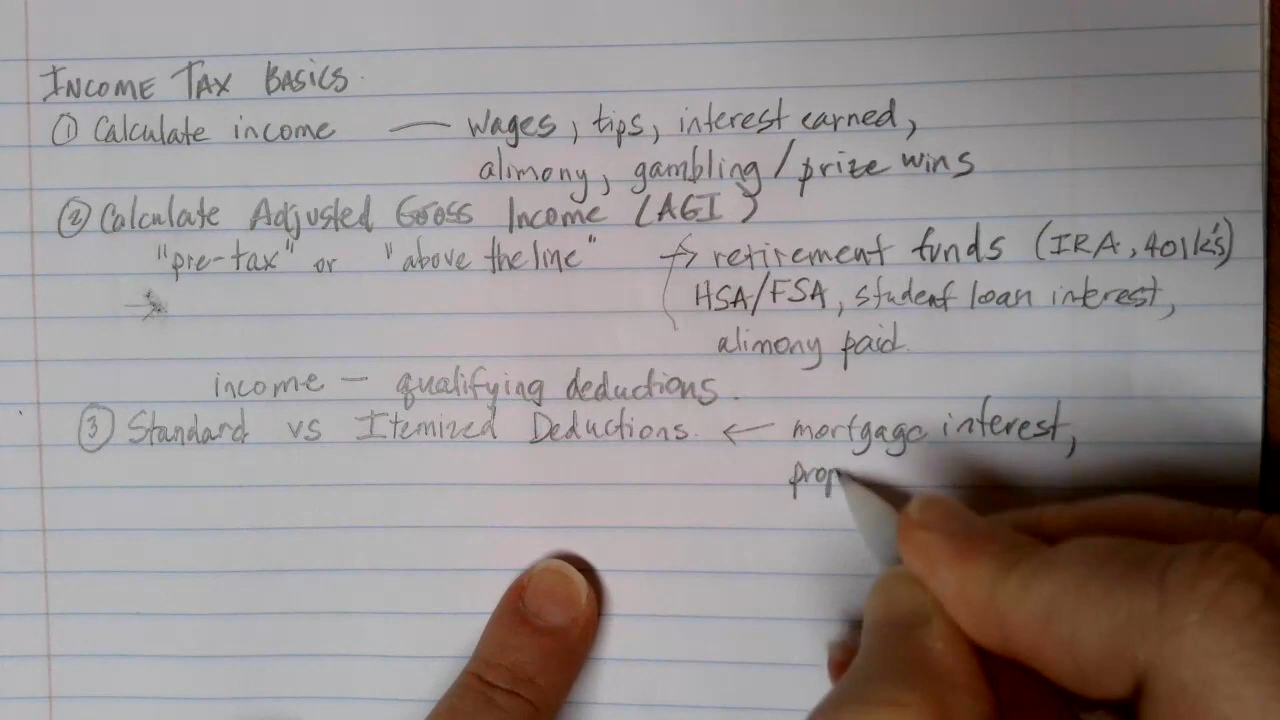 INCOME TAX BASICS
① Calculate income — wages, tips, interest earned,
alimony, gambling/prize wins
② Calculate Adjusted Gross Income (AGI)
"pre-tax" or "above the line" → retirement funds (IRA, 401k's)
HSA/FSA, student loan interest,
alimony paid.
income — qualifying deductions.
③ Standard vs Itemized Deductions. ← mortgage interest,
prop